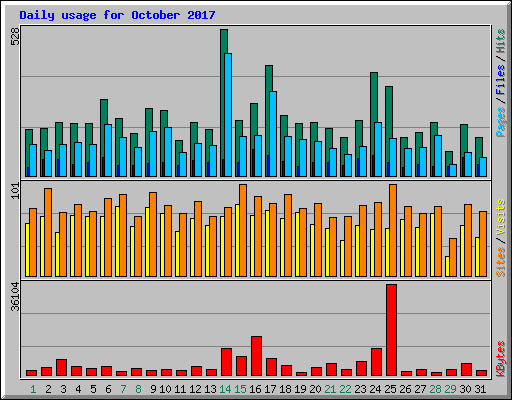 Daily usage for October 2017
528
Pages / Files / Hits
101
Sites / Visits
36104
KBytes
1 2 3 4 5 6 7 8 9 10 11 12 13 14 15 16 17 18 19 20 21 22 23 24 25 26 27 28 29 30 31